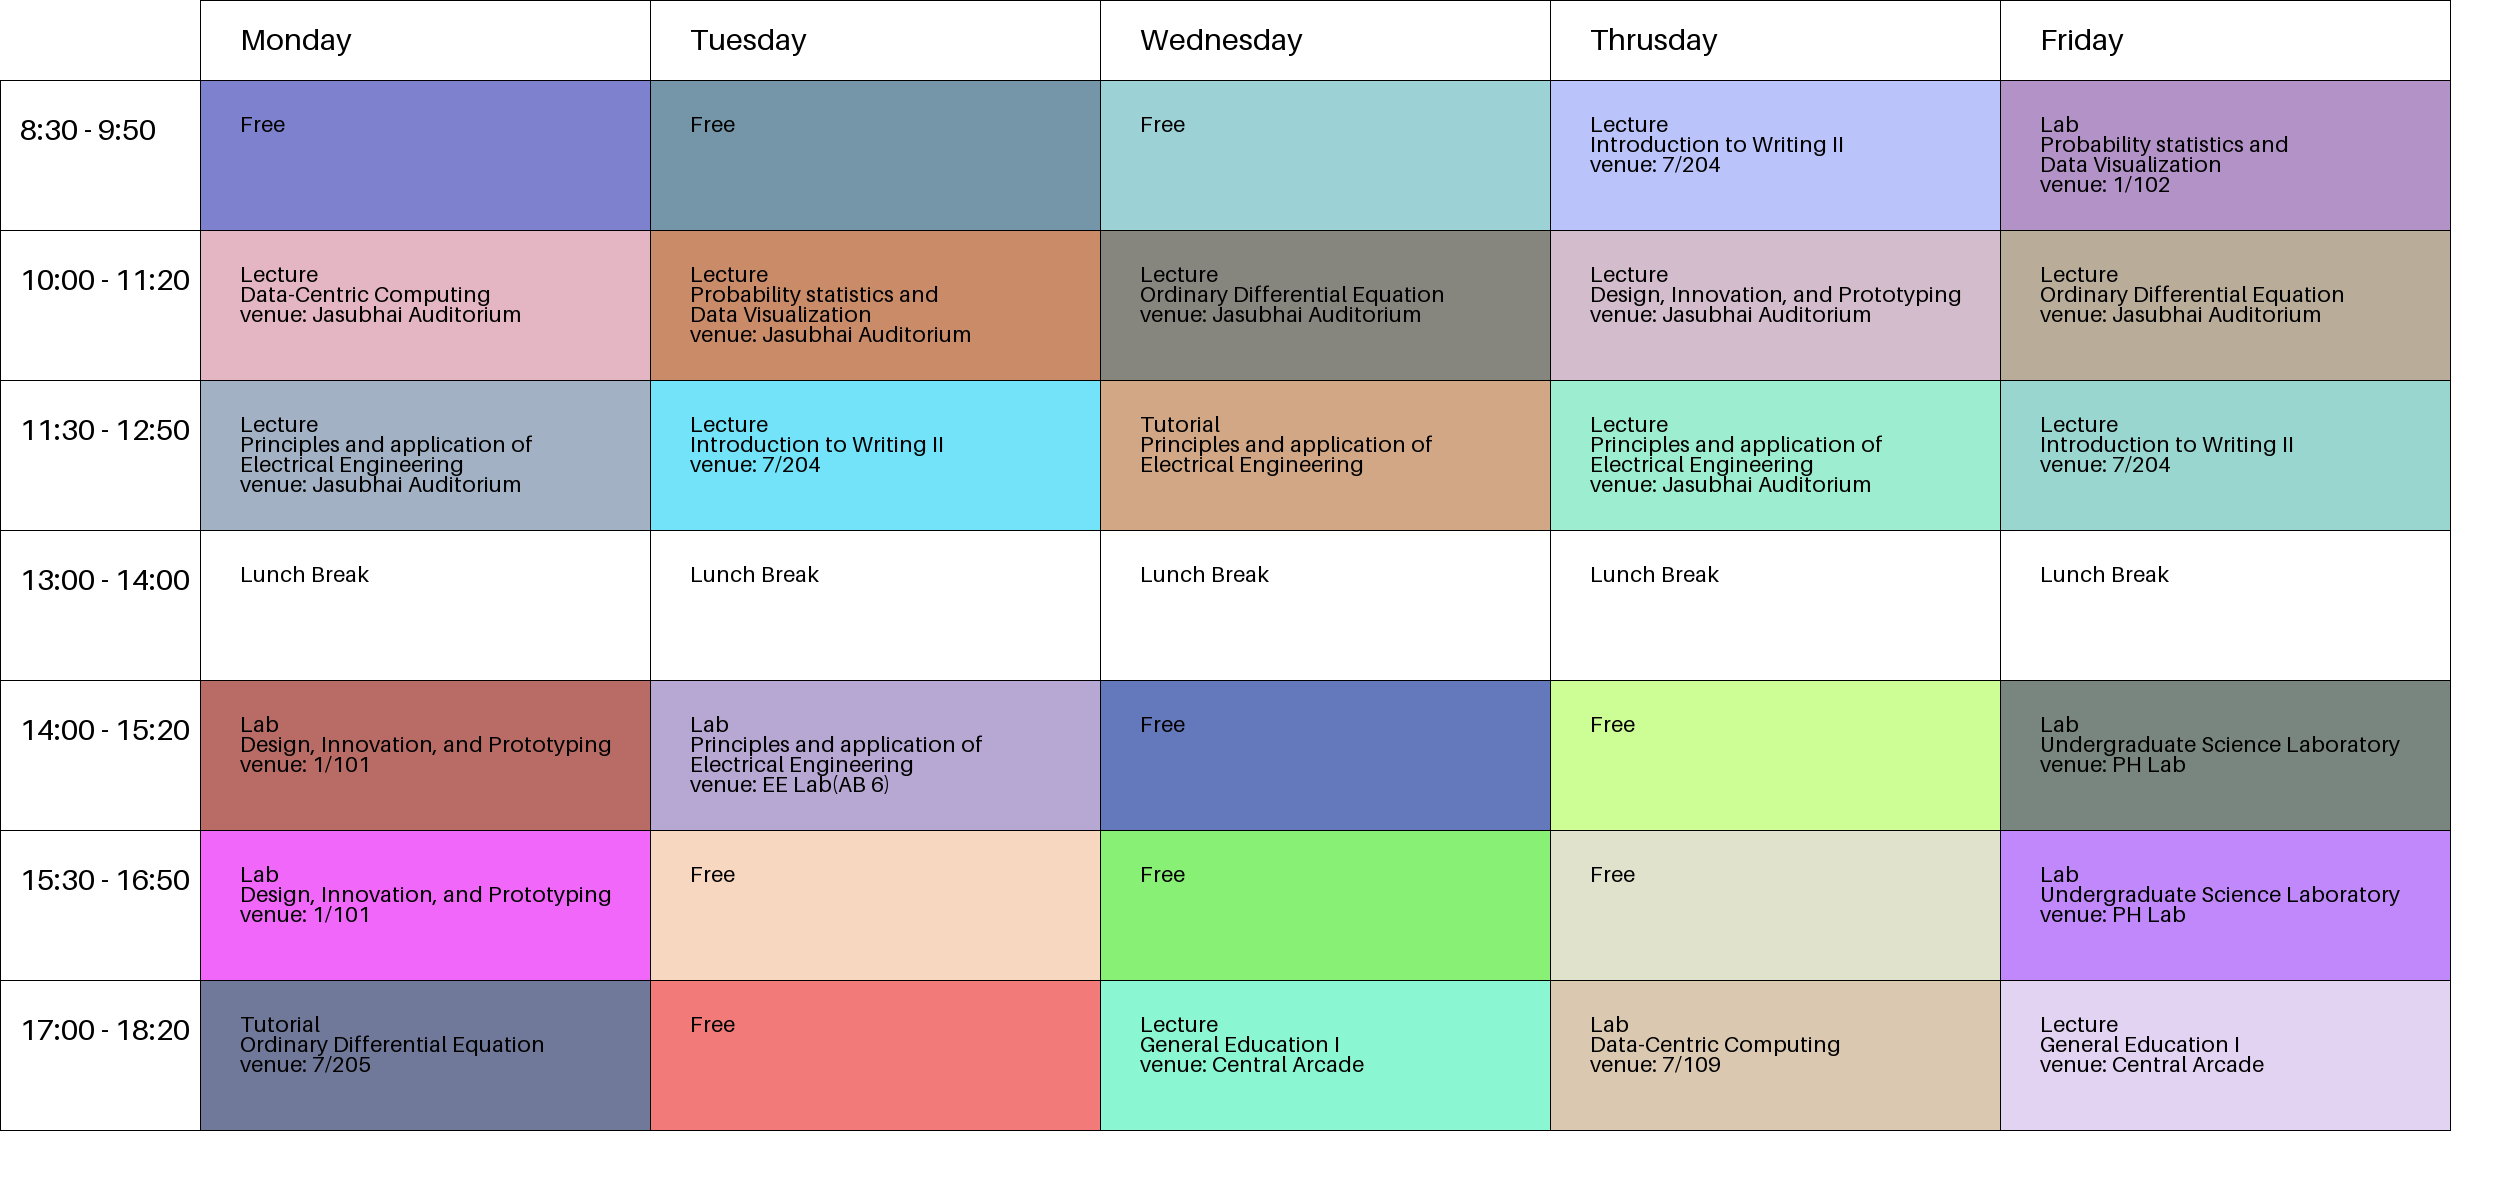 Monday
Tuesday
Wednesday
Thrusday
Friday
8:30 - 9:50
Free
Free
Free
Lecture
Introduction to Writing II
venue: 7/204
Lab
Probability statistics and
Data Visualization
venue: 1/102
10:00 - 11:20
Lecture
Data-Centric Computing
venue: Jasubhai Auditorium
Lecture
Probability statistics and
Data Visualization
venue: Jasubhai Auditorium
Lecture
Ordinary Differential Equation
venue: Jasubhai Auditorium
Lecture
Design, Innovation, and Prototyping
venue: Jasubhai Auditorium
Lecture
Ordinary Differential Equation
venue: Jasubhai Auditorium
11:30 - 12:50
Lecture
Principles and application of
Electrical Engineering
venue: Jasubhai Auditorium
Lecture
Introduction to Writing II
venue: 7/204
Tutorial
Principles and application of
Electrical Engineering
Lecture
Principles and application of
Electrical Engineering
venue: Jasubhai Auditorium
Lecture
Introduction to Writing II
venue: 7/204
13:00 - 14:00
Lunch Break
Lunch Break
Lunch Break
Lunch Break
Lunch Break
14:00 - 15:20
Lab
Design, Innovation, and Prototyping
venue: 1/101
Lab
Principles and application of
Electrical Engineering
venue: EE Lab(AB 6)
Free
Free
Lab
Undergraduate Science Laboratory
venue: PH Lab
15:30 - 16:50
Lab
Design, Innovation, and Prototyping
venue: 1/101
Free
Free
Free
Lab
Undergraduate Science Laboratory
venue: PH Lab
17:00 - 18:20
Tutorial
Ordinary Differential Equation
venue: 7/205
Free
Lecture
General Education I
venue: Central Arcade
Lab
Data-Centric Computing
venue: 7/109
Lecture
General Education I
venue: Central Arcade